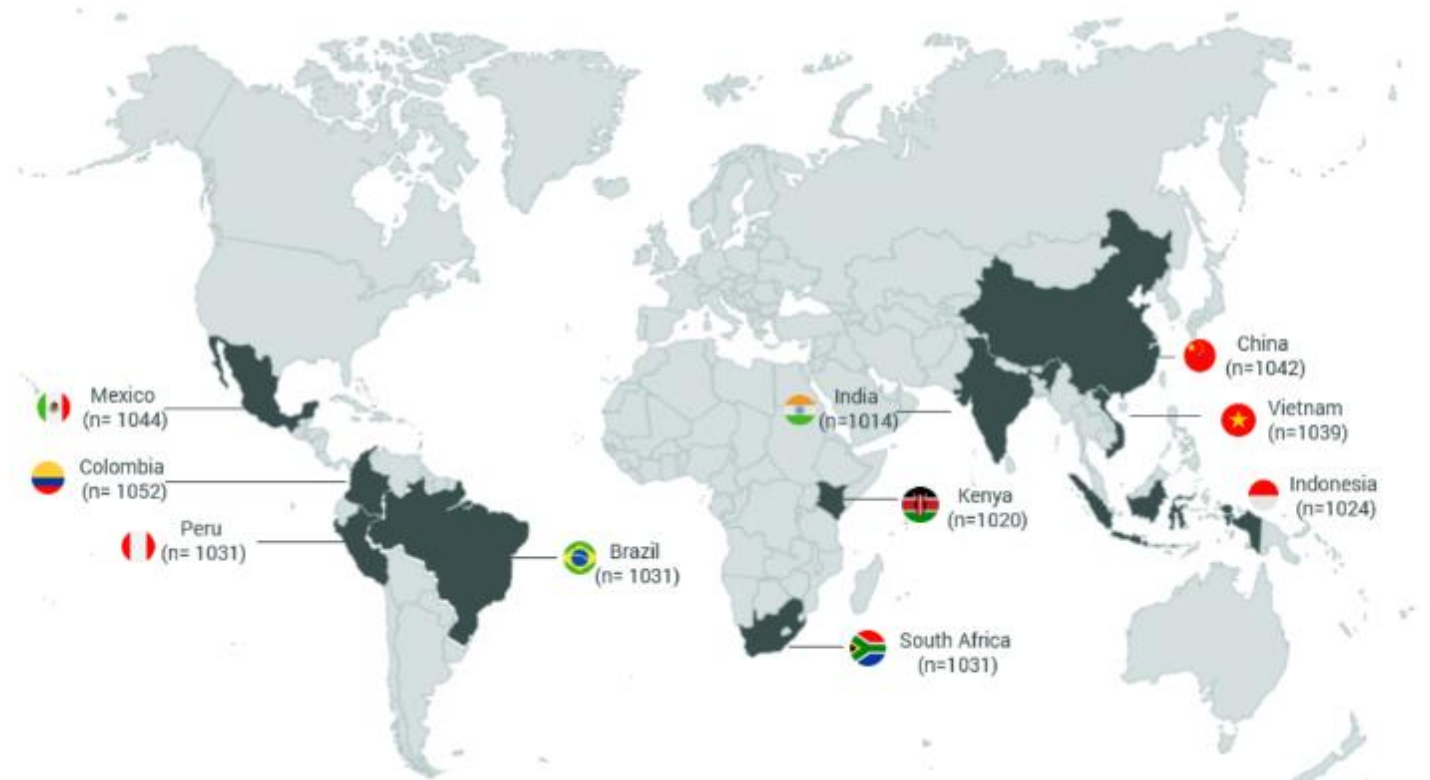 Mexico
(n= 1044)
Colombia
(n= 1052)
Peru
(n= 1031)
Brazil
(n= 1031)
India
(n=1014)
Kenya
(n=1020)
South Africa
(n=1031)
China
(n=1042)
Vietnam
(n=1039)
Indonesia
(n=1024)